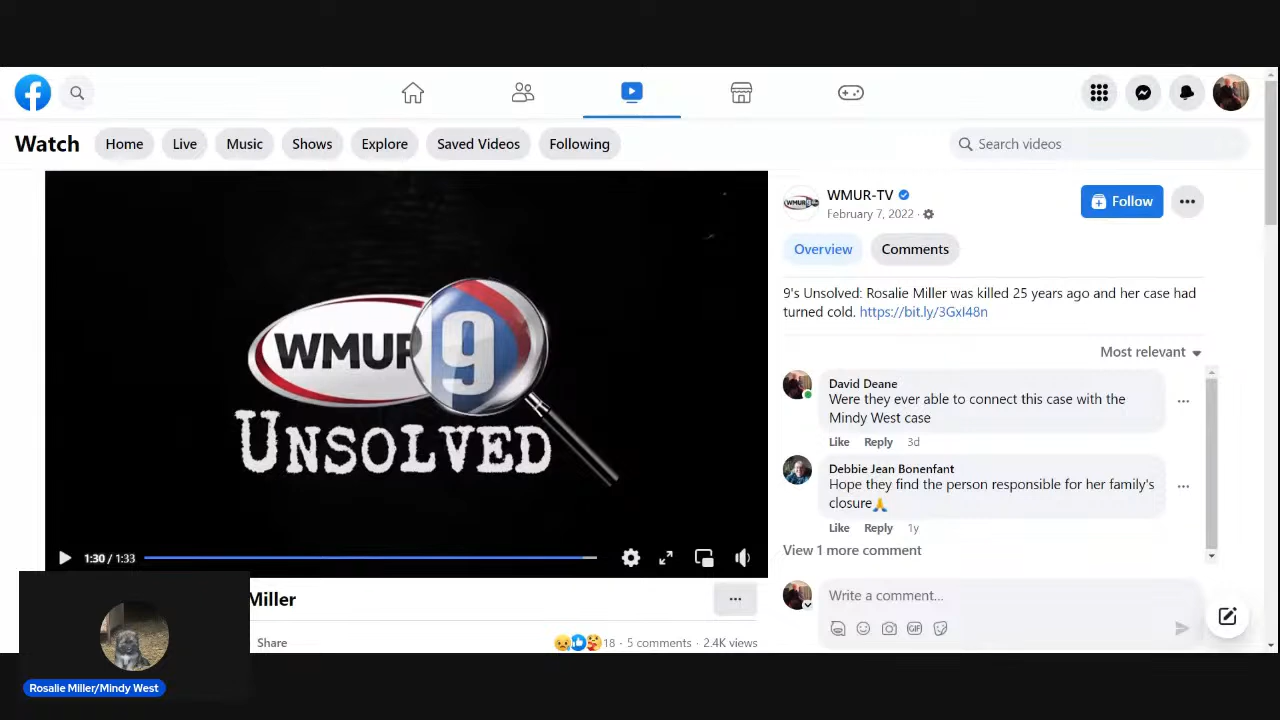 Watch
Home
Live
Music
Shows
Explore
Saved Videos
Following
Search videos
WMUR 9
UNSOLVED
1:30 / 1:33
WMUR-TV
February 7, 2022 ·
Follow
Overview
Comments
9's Unsolved: Rosalie Miller was killed 25 years ago and her case had
turned cold. https://bit.ly/3GxI48n
Most relevant
David Deane
Were they ever able to connect this case with the
Mindy West case
Like Reply 3d
Debbie Jean Bonenfant
Hope they find the person responsible for her family's
closure🙏
Like Reply 1y
View 1 more comment
Write a comment...
GIF
Miller
Share
18 · 5 comments · 2.4K views
Rosalie Miller/Mindy West